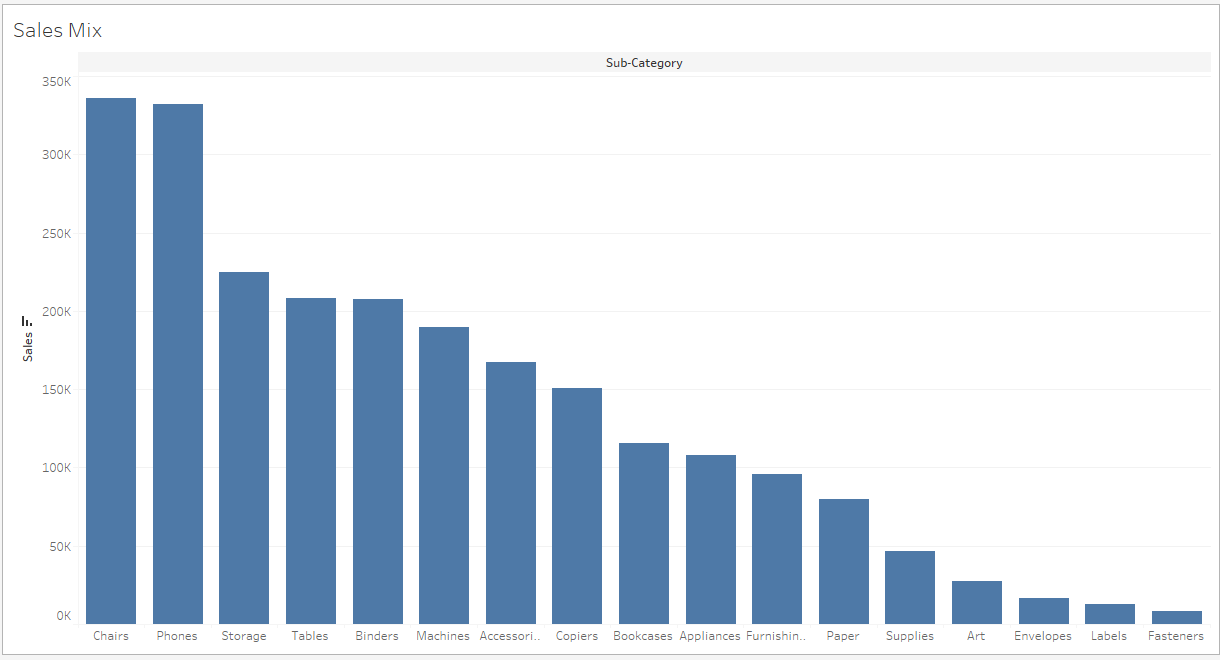 Sales Mix
Sub-Category
350K
300K
250K
200K
150K
100K
50K
0K
Sales
Chairs Phones Storage Tables Binders Machines Accessori.. Copiers Bookcases Appliances Furnishin.. Paper Supplies Art Envelopes Labels Fasteners